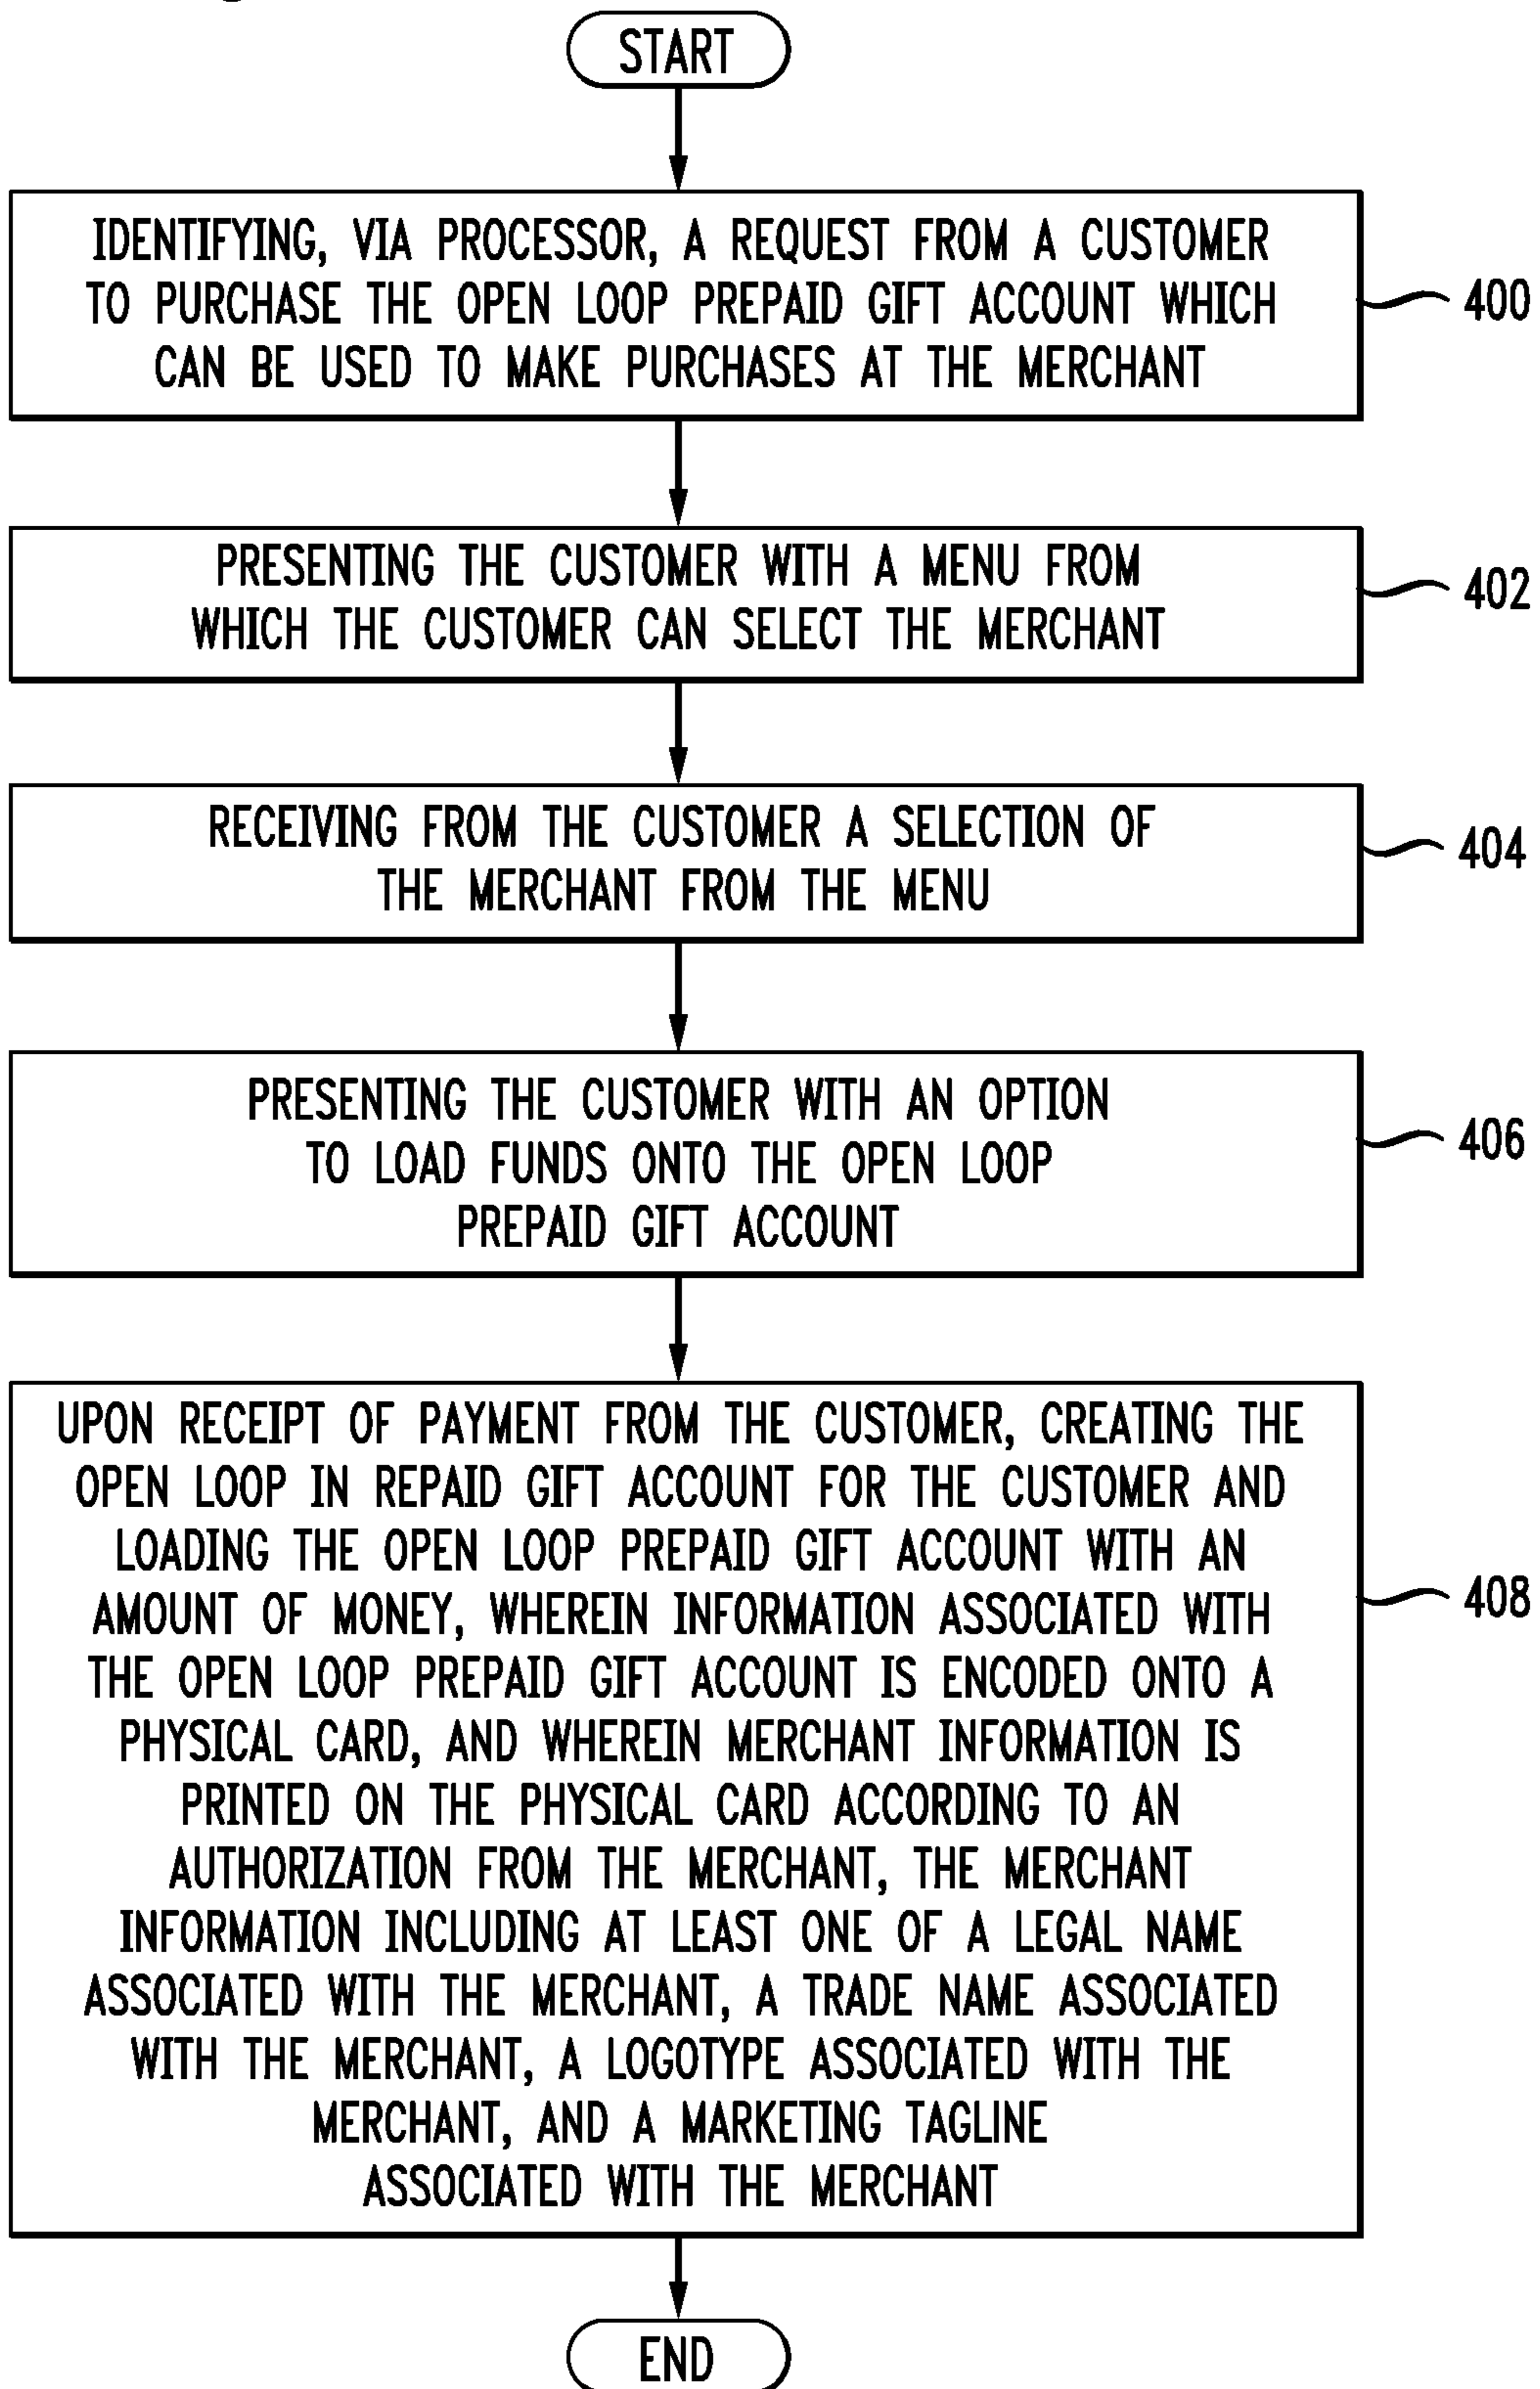 START
IDENTIFYING, VIA PROCESSOR, A REQUEST FROM A CUSTOMER
TO PURCHASE THE OPEN LOOP PREPAID GIFT ACCOUNT WHICH
CAN BE USED TO MAKE PURCHASES AT THE MERCHANT
400
PRESENTING THE CUSTOMER WITH A MENU FROM
WHICH THE CUSTOMER CAN SELECT THE MERCHANT
402
RECEIVING FROM THE CUSTOMER A SELECTION OF
THE MERCHANT FROM THE MENU
404
PRESENTING THE CUSTOMER WITH AN OPTION
TO LOAD FUNDS ONTO THE OPEN LOOP
PREPAID GIFT ACCOUNT
406
UPON RECEIPT OF PAYMENT FROM THE CUSTOMER, CREATING THE
OPEN LOOP IN REPAID GIFT ACCOUNT FOR THE CUSTOMER AND
LOADING THE OPEN LOOP PREPAID GIFT ACCOUNT WITH AN
AMOUNT OF MONEY, WHEREIN INFORMATION ASSOCIATED WITH
THE OPEN LOOP PREPAID GIFT ACCOUNT IS ENCODED ONTO A
PHYSICAL CARD, AND WHEREIN MERCHANT INFORMATION IS
PRINTED ON THE PHYSICAL CARD ACCORDING TO AN
AUTHORIZATION FROM THE MERCHANT, THE MERCHANT
INFORMATION INCLUDING AT LEAST ONE OF A LEGAL NAME
ASSOCIATED WITH THE MERCHANT, A TRADE NAME ASSOCIATED
WITH THE MERCHANT, A LOGOTYPE ASSOCIATED WITH THE
MERCHANT, AND A MARKETING TAGLINE
ASSOCIATED WITH THE MERCHANT
408
END